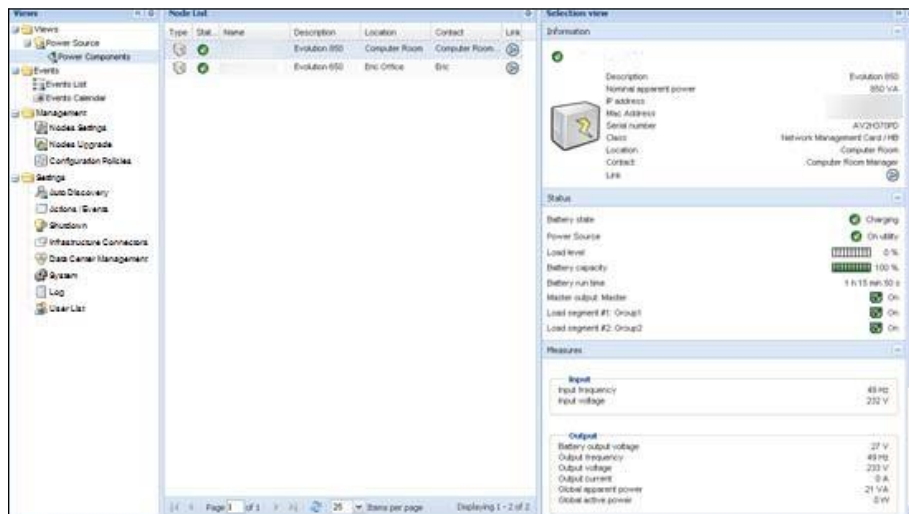 Views
Views
Power Source
Power Components
Events
Events List
Events Calendar
Management
Nodes Settings
Nodes Upgrade
Configuration Policies
Settings
Auto Discovery
Actions / Events
Shutdown
Infrastructure Connectors
Data Center Management
System
Log
User List
Node List
Type Stat... Name Description Location Contact Link
Evolution 850 Computer Room Computer Room...
Evolution 650 Eric Office Eric
Page 1 of 1 25 Items per page Displaying 1 - 2 of 2
Selection view
Information
Description Evolution 850
Nominal apparent power 850 VA
IP address
Mac Address
Serial number AV2H370PD
Class Network Management Card / HB
Location Computer Room
Contact Computer Room Manager
Link
Status
Battery state Charging
Power Source On utility
Load level 0 %
Battery capacity 100 %
Battery run time 1 h 15 min 50 s
Master output: Master On
Load segment #1: Group1 On
Load segment #2: Group2 On
Measures
Input
Input frequency 49 Hz
Input voltage 232 V
Output
Battery output voltage 27 V
Output frequency 49 Hz
Output voltage 233 V
Output current 0 A
Global apparent power 21 VA
Global active power 0 W